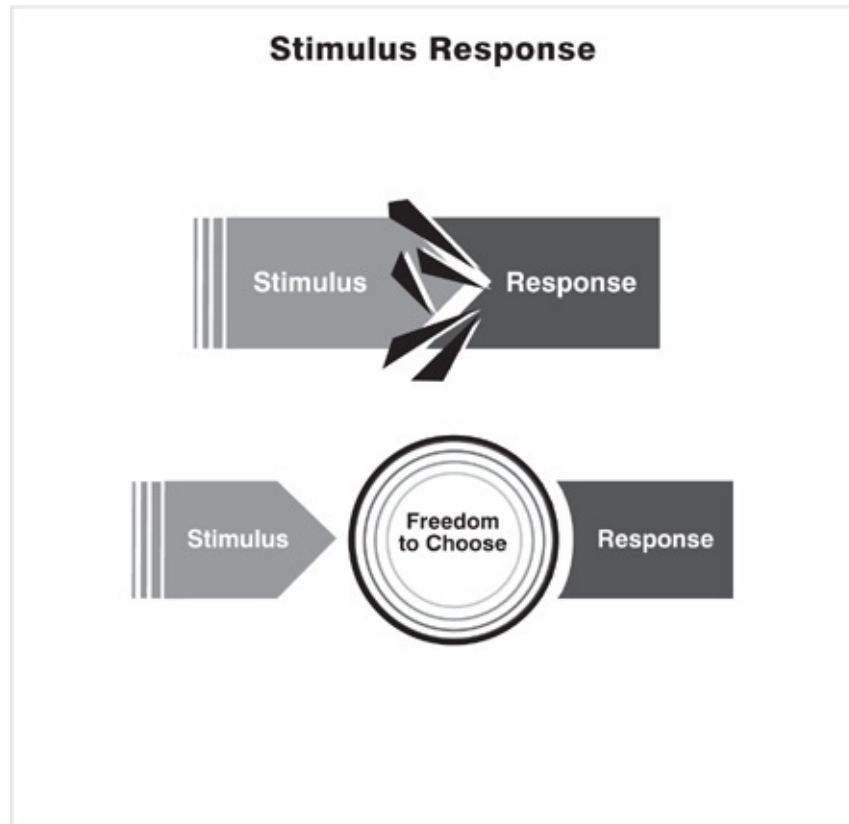 Stimulus Response
Stimulus
Response
Stimulus
Freedom
to Choose
Response